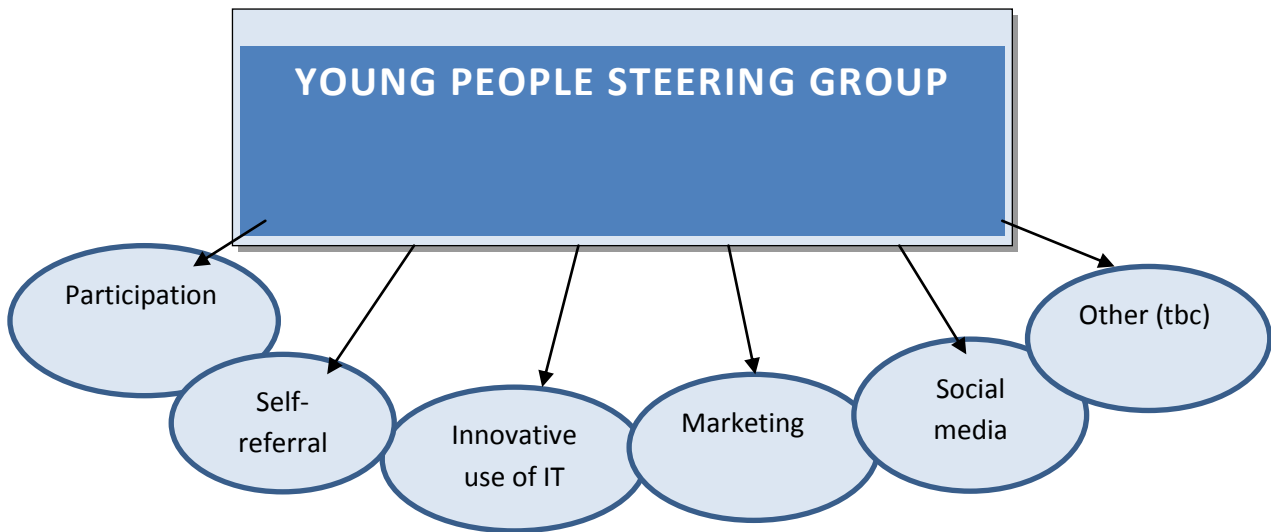 YOUNG PEOPLE STEERING GROUP
Participation
Self-
referral
Innovative
use of IT
Marketing
Social
media
Other (tbc)